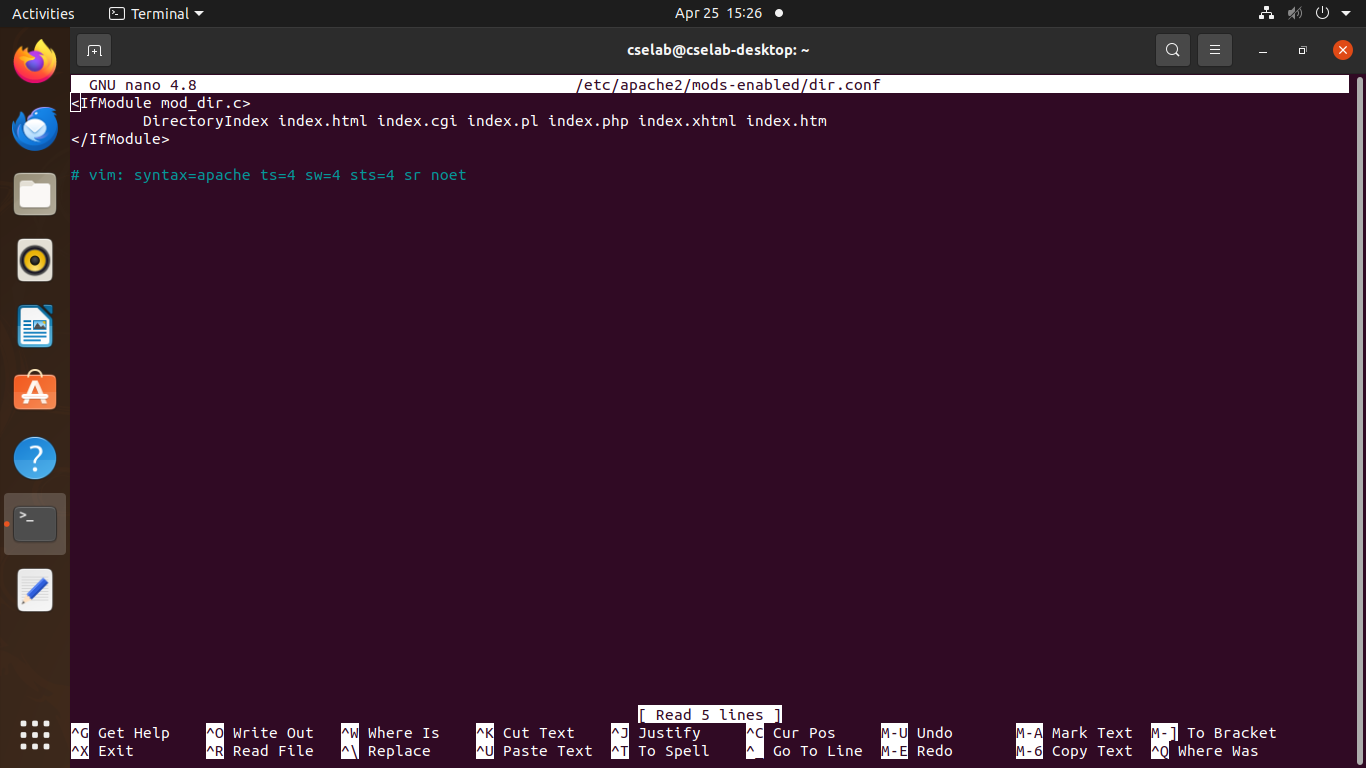 Activities Terminal Apr 25 15:26
cselab@cselab-desktop: ~
GNU nano 4.8 /etc/apache2/mods-enabled/dir.conf
<IfModule mod_dir.c>
DirectoryIndex index.html index.cgi index.pl index.php index.xhtml index.htm
</IfModule>
# vim: syntax=apache ts=4 sw=4 sts=4 sr noet
[ Read 5 lines ]
^G Get Help ^O Write Out ^W Where Is ^K Cut Text ^J Justify ^C Cur Pos M-U Undo M-A Mark Text M-] To Bracket
^X Exit ^R Read File ^\ Replace ^U Paste Text ^T To Spell ^_ Go To Line M-E Redo M-6 Copy Text ^Q Where Was